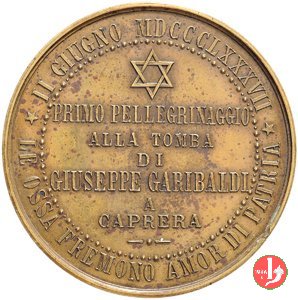 II GIUGNO MDCCCLXXXVII
PRIMO PELLEGRINAGGIO
ALLA TOMBA
DI
GIUSEPPE GARIBALDI
A
CAPRERA
LE OSSA FREMONO AMOR DI PATRIA